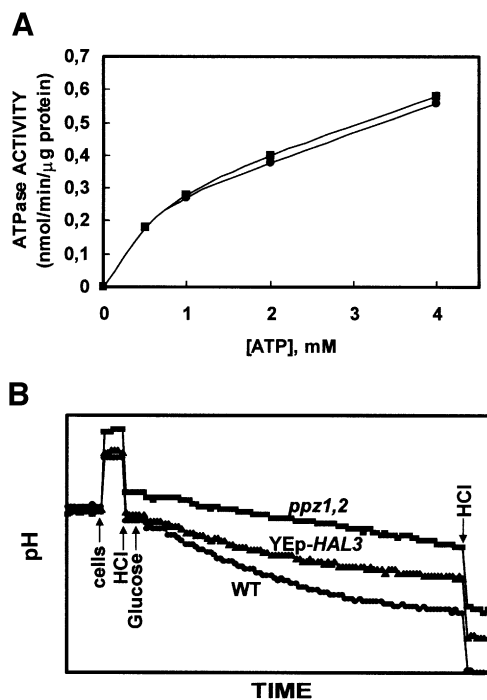 A
ATPase ACTIVITY
(nmol/min/μg protein)
0,7
0,6
0,5
0,4
0,3
0,2
0,1
0
0 1 2 3 4
[ATP], mM
B
pH
cells
HCl
Glucose
ppz1,2
YEp-HAL3
WT
HCl
TIME